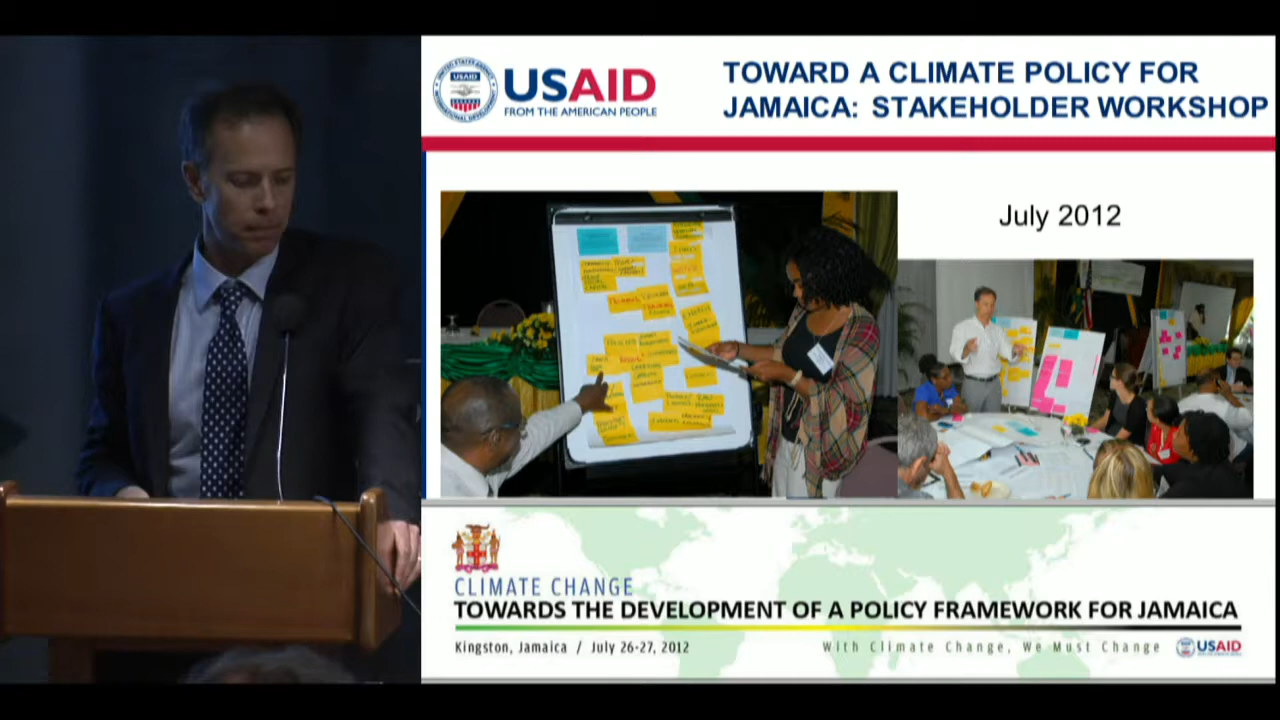 USAID
FROM THE AMERICAN PEOPLE
TOWARD A CLIMATE POLICY FOR
JAMAICA: STAKEHOLDER WORKSHOP
July 2012
CLIMATE CHANGE
TOWARDS THE DEVELOPMENT OF A POLICY FRAMEWORK FOR JAMAICA
Kingston, Jamaica / July 26-27, 2012
With Climate Change, We Must Change
USAID